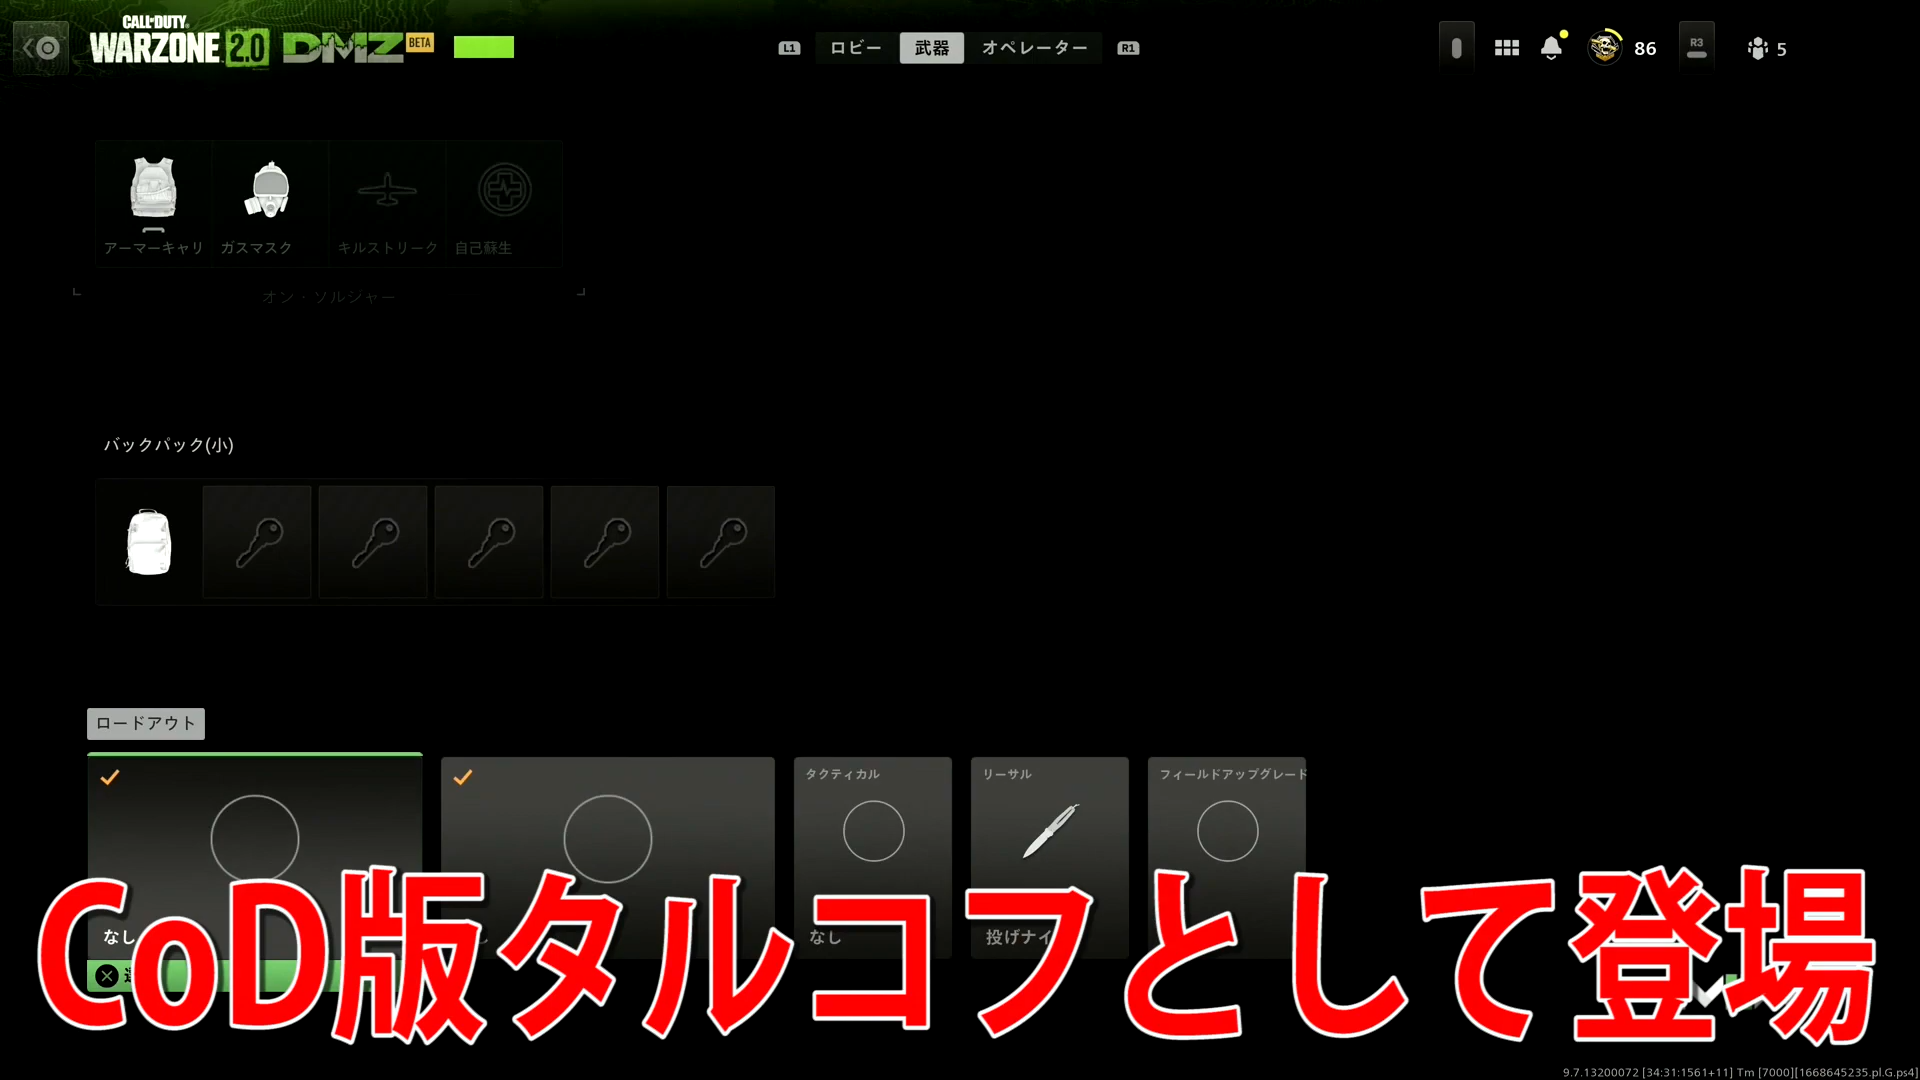 CALL OF DUTY
WARZONE 2.0 DMZ BETA
L1 ロビー 武器 オペレーター R1
86
R3
5
アーマーキャリ ガスマスク キルストリーク 自己蘇生
オン・ソルジャー
バックパック(小)
ロードアウト
タクティカル リーサル フィールドアップグレード
なし なし 投げナイ
CoD版タルコフとして登場
9.7.13200072 [34:31:1561+11] Tm [7000][1668645235.pl.G.ps4]